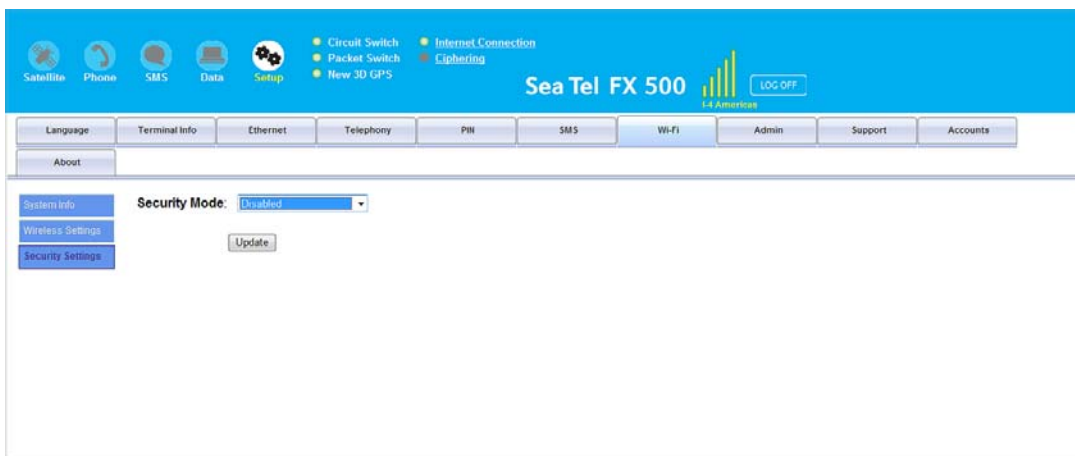 Circuit Switch Internet Connection
Packet Switch Ciphering
New 3D GPS
Satellite Phone SMS Data Setup
Sea Tel FX 500
LOG OFF
I-4 Americas
Language Terminal Info Ethernet Telephony PIN SMS Wi-Fi Admin Support Accounts
About
System Info
Wireless Settings
Security Settings
Security Mode: Disabled
Update